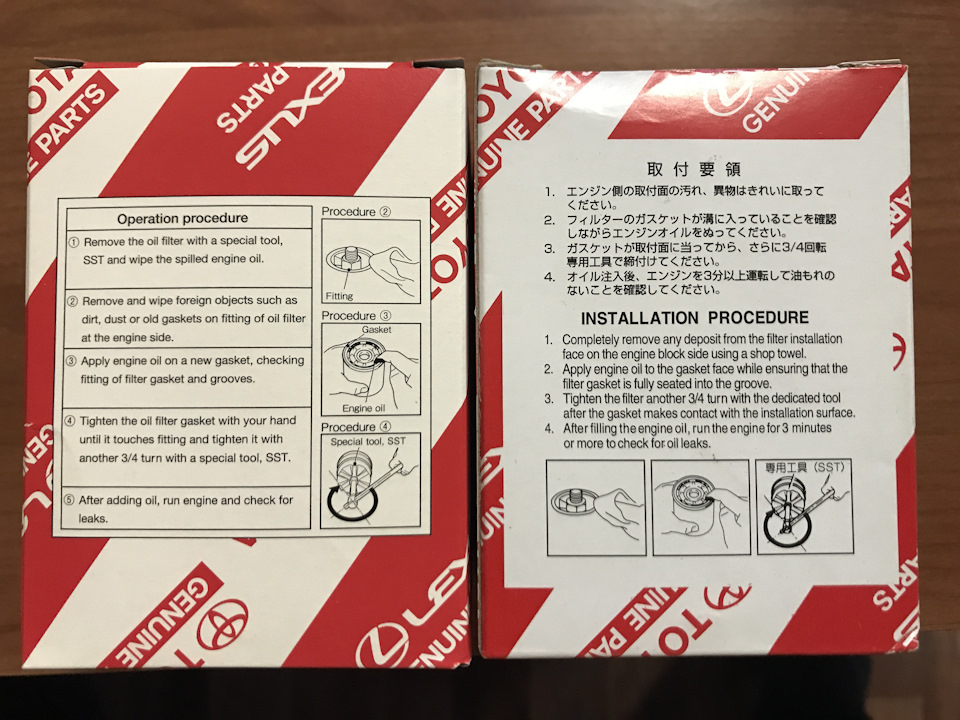 TOYOTA
GENUINE PARTS
LEXUS
PARTS
Operation procedure
① Remove the oil filter with a special tool,
SST and wipe the spilled engine oil.
② Remove and wipe foreign objects such as
dirt, dust or old gaskets on fitting of oil filter
at the engine side.
③ Apply engine oil on a new gasket, checking
fitting of filter gasket and grooves.
④ Tighten the oil filter gasket with your hand
until it touches fitting and tighten it with
another 3/4 turn with a special tool, SST.
⑤ After adding oil, run engine and check for
leaks.
Procedure ②
Fitting
Procedure ③
Gasket
Engine oil
Procedure ④
Special tool, SST
GENUINE
TOYO
GENUIN
UINE PARTS
取付要領
1. エンジン側の取付面の汚れ、異物はきれいに取って
ください。
2. フィルターのガスケットが溝に入っていることを確認
しながらエンジンオイルをぬってください。
3. ガスケットが取付面に当ってから、さらに3/4回転
専用工具で締付けてください。
4. オイル注入後、エンジンを3分以上運転して油もれの
ないことを確認してください。
INSTALLATION PROCEDURE
1. Completely remove any deposit from the filter installation
face on the engine block side using a shop towel.
2. Apply engine oil to the gasket face while ensuring that the
filter gasket is fully seated into the groove.
3. Tighten the filter another 3/4 turn with the dedicated tool
after the gasket makes contact with the installation surface.
4. After filling the engine oil, run the engine for 3 minutes
or more to check for oil leaks.
専用工具 (SST)
UINE PA
TO
PARTS